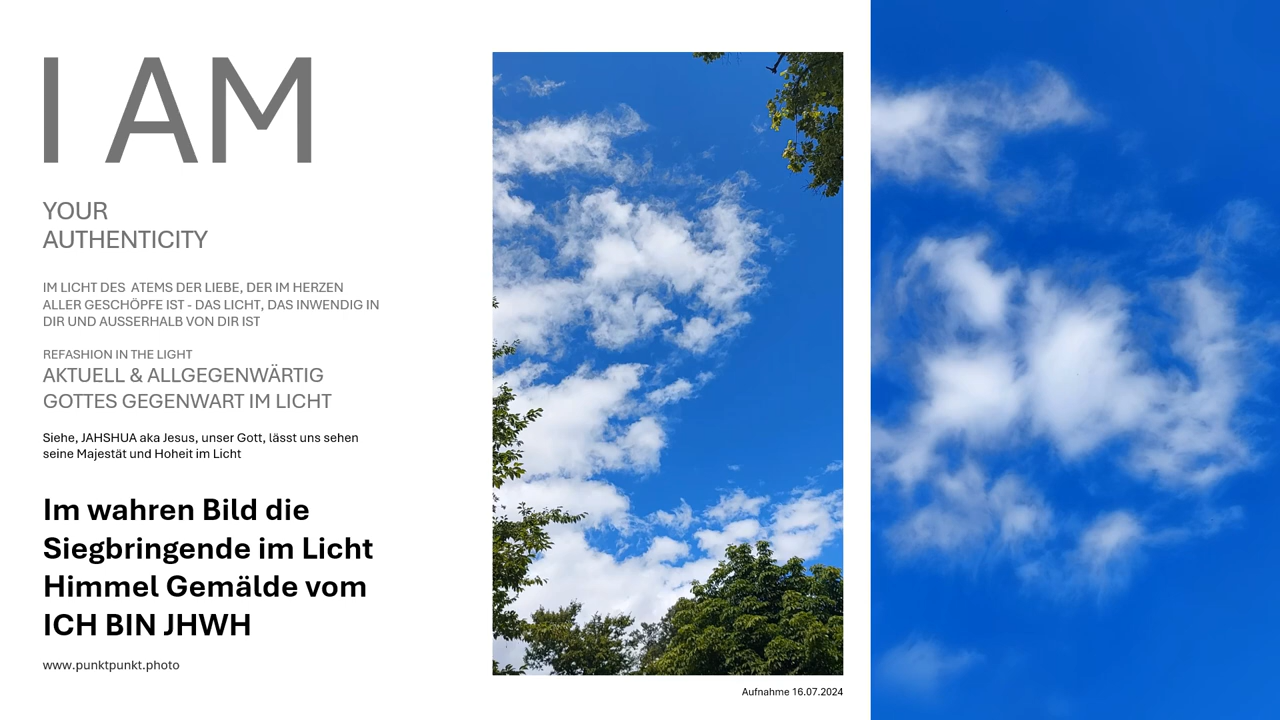 I AM
YOUR
AUTHENTICITY
IM LICHT DES  ATEMS DER LIEBE, DER IM HERZEN
ALLER GESCHÖPFE IST - DAS LICHT, DAS INWENDIG IN
DIR UND AUSSERHALB VON DIR IST
REFASHION IN THE LIGHT
AKTUELL & ALLGEGENWÄRTIG
GOTTES GEGENWART IM LICHT
Siehe, JAHSHUA aka Jesus, unser Gott, lässt uns sehen
seine Majestät und Hoheit im Licht
Im wahren Bild die
Siegbringende im Licht
Himmel Gemälde vom
ICH BIN JHWH
www.punktpunkt.photo
Aufnahme 16.07.2024